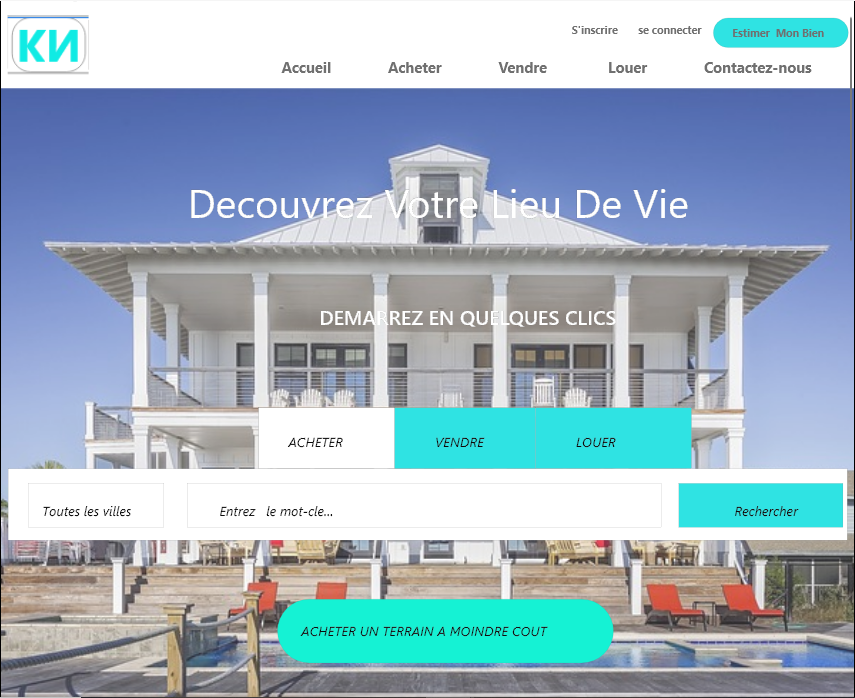 KИ
S'inscrire se connecter Estimer Mon Bien
Accueil Acheter Vendre Louer Contactez-nous
Decouvrez Votre Lieu De Vie
DEMARREZ EN QUELQUES CLICS
ACHETER VENDRE LOUER
Toutes les villes Entrez le mot-cle... Rechercher
ACHETER UN TERRAIN A MOINDRE COUT